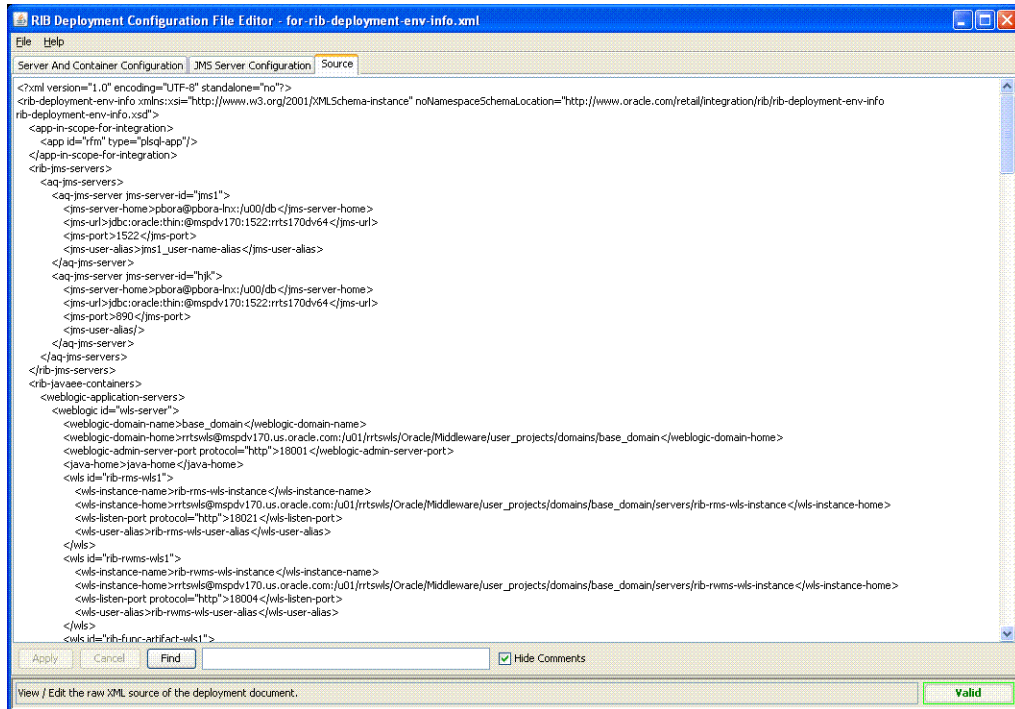 RIB Deployment Configuration File Editor - for-rib-deployment-env-info.xml
File Help
Server And Container Configuration JMS Server Configuration Source
<?xml version="1.0" encoding="UTF-8" standalone="no"?>
<rib-deployment-env-info xmlns:xsi="http://www.w3.org/2001/XMLSchema-instance" noNamespaceSchemaLocation="http://www.oracle.com/retail/integration/rib/rib-deployment-env-info
rib-deployment-env-info.xsd">
<app-in-scope-for-integration>
<app id="rfm" type="plsql-app"/>
</app-in-scope-for-integration>
<rib-jms-servers>
<aq-jms-servers>
<aq-jms-server jms-server-id="jms1">
<jms-server-home>pbora@pbora-lnx:/u00/db</jms-server-home>
<jms-url>jdbc:oracle:thin:@mspdv170:1522:rrts170dv64</jms-url>
<jms-port>1522</jms-port>
<jms-user-alias>jms1_user-name-alias</jms-user-alias>
</aq-jms-server>
<aq-jms-server jms-server-id="hjk">
<jms-server-home>pbora@pbora-lnx:/u00/db</jms-server-home>
<jms-url>jdbc:oracle:thin:@mspdv170:1522:rrts170dv64</jms-url>
<jms-port>890</jms-port>
<jms-user-alias/>
</aq-jms-server>
</aq-jms-servers>
</rib-jms-servers>
<rib-javaee-containers>
<weblogic-application-servers>
<weblogic id="wls-server">
<weblogic-domain-name>base_domain</weblogic-domain-name>
<weblogic-domain-home>rrtswls@mspdv170.us.oracle.com:/u01/rrtswls/Oracle/Middleware/user_projects/domains/base_domain</weblogic-domain-home>
<weblogic-admin-server-port protocol="http">18001</weblogic-admin-server-port>
<java-home>java-home</java-home>
<wls id="rib-rms-wls1">
<wls-instance-name>rib-rms-wls-instance</wls-instance-name>
<wls-instance-home>rrtswls@mspdv170.us.oracle.com:/u01/rrtswls/Oracle/Middleware/user_projects/domains/base_domain/servers/rib-rms-wls-instance</wls-instance-home>
<wls-listen-port protocol="http">18021</wls-listen-port>
<wls-user-alias>rib-rms-wls-user-alias</wls-user-alias>
</wls>
<wls id="rib-rwms-wls1">
<wls-instance-name>rib-rwms-wls-instance</wls-instance-name>
<wls-instance-home>rrtswls@mspdv170.us.oracle.com:/u01/rrtswls/Oracle/Middleware/user_projects/domains/base_domain/servers/rib-rwms-wls-instance</wls-instance-home>
<wls-listen-port protocol="http">18004</wls-listen-port>
<wls-user-alias>rib-rwms-wls-user-alias</wls-user-alias>
</wls>
<wls id="rib-func-artifact-wls1">
Apply Cancel Find Hide Comments
View / Edit the raw XML source of the deployment document. Valid